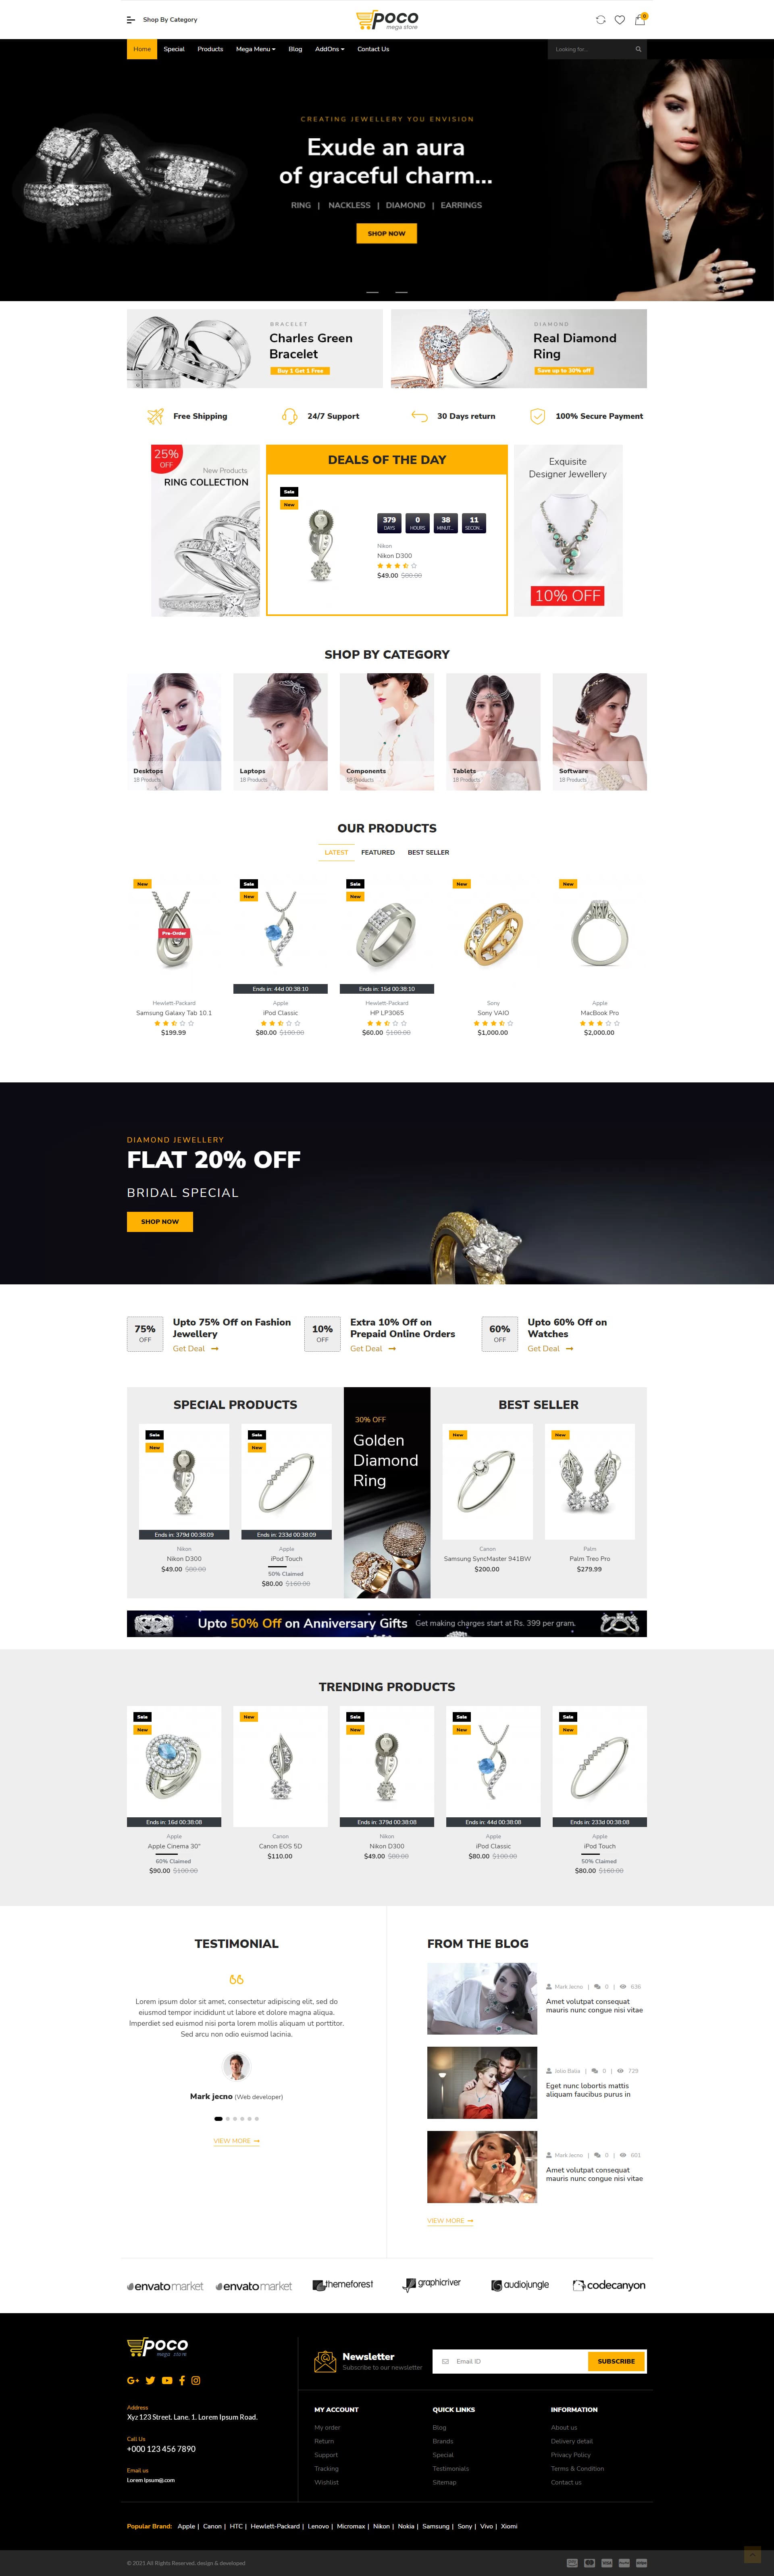 Shop By Category
poco
mega store
0
Home Special Products Mega Menu Blog AddOns Contact Us
Looking for..
CREATING JEWELLERY YOU ENVISION
Exude an aura
of graceful charm...
RING | NACKLESS | DIAMOND | EARRINGS
SHOP NOW
BRACELET
Charles Green
Bracelet
Buy 1 Get 1 Free
DIAMOND
Real Diamond
Ring
Save up to 30% off
Free Shipping
24/7 Support
30 Days return
100% Secure Payment
25%
OFF
New Products
RING COLLECTION
DEALS OF THE DAY
Sale
New
379 0 38 11
DAYS HOURS MINUT... SECON...
Nikon
Nikon D300
$49.00 $80.00
Exquisite
Designer Jewellery
10% OFF
SHOP BY CATEGORY
Desktops
18 Products
Laptops
18 Products
Components
18 Products
Tablets
18 Products
Software
18 Products
OUR PRODUCTS
LATEST FEATURED BEST SELLER
New
Pre-Order
Hewlett-Packard
Samsung Galaxy Tab 10.1
$199.99
Sale
New
Ends in: 44d 00:38:10
Apple
iPod Classic
$80.00 $100.00
Sale
New
Ends in: 15d 00:38:10
Hewlett-Packard
HP LP3065
$60.00 $100.00
New
Sony
Sony VAIO
$1,000.00
New
Apple
MacBook Pro
$2,000.00
DIAMOND JEWELLERY
FLAT 20% OFF
BRIDAL SPECIAL
SHOP NOW
75%
OFF
Upto 75% Off on Fashion
Jewellery
Get Deal
10%
OFF
Extra 10% Off on
Prepaid Online Orders
Get Deal
60%
OFF
Upto 60% Off on
Watches
Get Deal
SPECIAL PRODUCTS
Sale
New
Ends in: 379d 00:38:09
Nikon
Nikon D300
$49.00 $80.00
Sale
New
Ends in: 233d 00:38:09
Apple
iPod Touch
50% Claimed
$80.00 $160.00
30% OFF
Golden
Diamond
Ring
BEST SELLER
New
Canon
Samsung SyncMaster 941BW
$200.00
New
Palm
Palm Treo Pro
$279.99
Upto 50% Off on Anniversary Gifts Get making charges start at Rs. 399 per gram.
TRENDING PRODUCTS
Sale
New
Ends in: 16d 00:38:08
Apple
Apple Cinema 30"
60% Claimed
$90.00 $100.00
New
Canon
Canon EOS 5D
$110.00
Sale
New
Ends in: 379d 00:38:08
Nikon
Nikon D300
$49.00 $80.00
Sale
New
Ends in: 44d 00:38:08
Apple
iPod Classic
$80.00 $100.00
Sale
New
Ends in: 233d 00:38:08
Apple
iPod Touch
50% Claimed
$80.00 $160.00
TESTIMONIAL
Lorem ipsum dolor sit amet, consectetur adipiscing elit, sed do
eiusmod tempor incididunt ut labore et dolore magna aliqua.
Imperdiet sed euismod nisi porta lorem mollis aliquam ut porttitor.
Sed arcu non odio euismod lacinia.
Mark jecno (Web developer)
VIEW MORE
FROM THE BLOG
Mark Jecno | 0 | 636
Amet volutpat consequat
mauris nunc congue nisi vitae
Jolio Balia | 0 | 729
Eget nunc lobortis mattis
aliquam faucibus purus in
Mark Jecno | 0 | 601
Amet volutpat consequat
mauris nunc congue nisi vitae
VIEW MORE
envatomarket envatomarket themeforest graphicriver audiojungle codecanyon
poco
mega store
Address
Xyz 123 Street, Lane, 1, Lorem Ipsum Road.
Call Us
+000 123 456 7890
Email us
Lorem Ipsum@.com
Newsletter
Subscribe to our newsletter
Email ID
SUBSCRIBE
MY ACCOUNT
My order
Return
Support
Tracking
Wishlist
QUICK LINKS
Blog
Brands
Special
Testimonials
Sitemap
INFORMATION
About us
Delivery detail
Privacy Policy
Terms & Condition
Contact us
Popular Brand: Apple | Canon | HTC | Hewlett-Packard | Lenovo | Micromax | Nikon | Nokia | Samsung | Sony | Vivo | Xiomi
© 2021 All Rights Reserved. design & developed